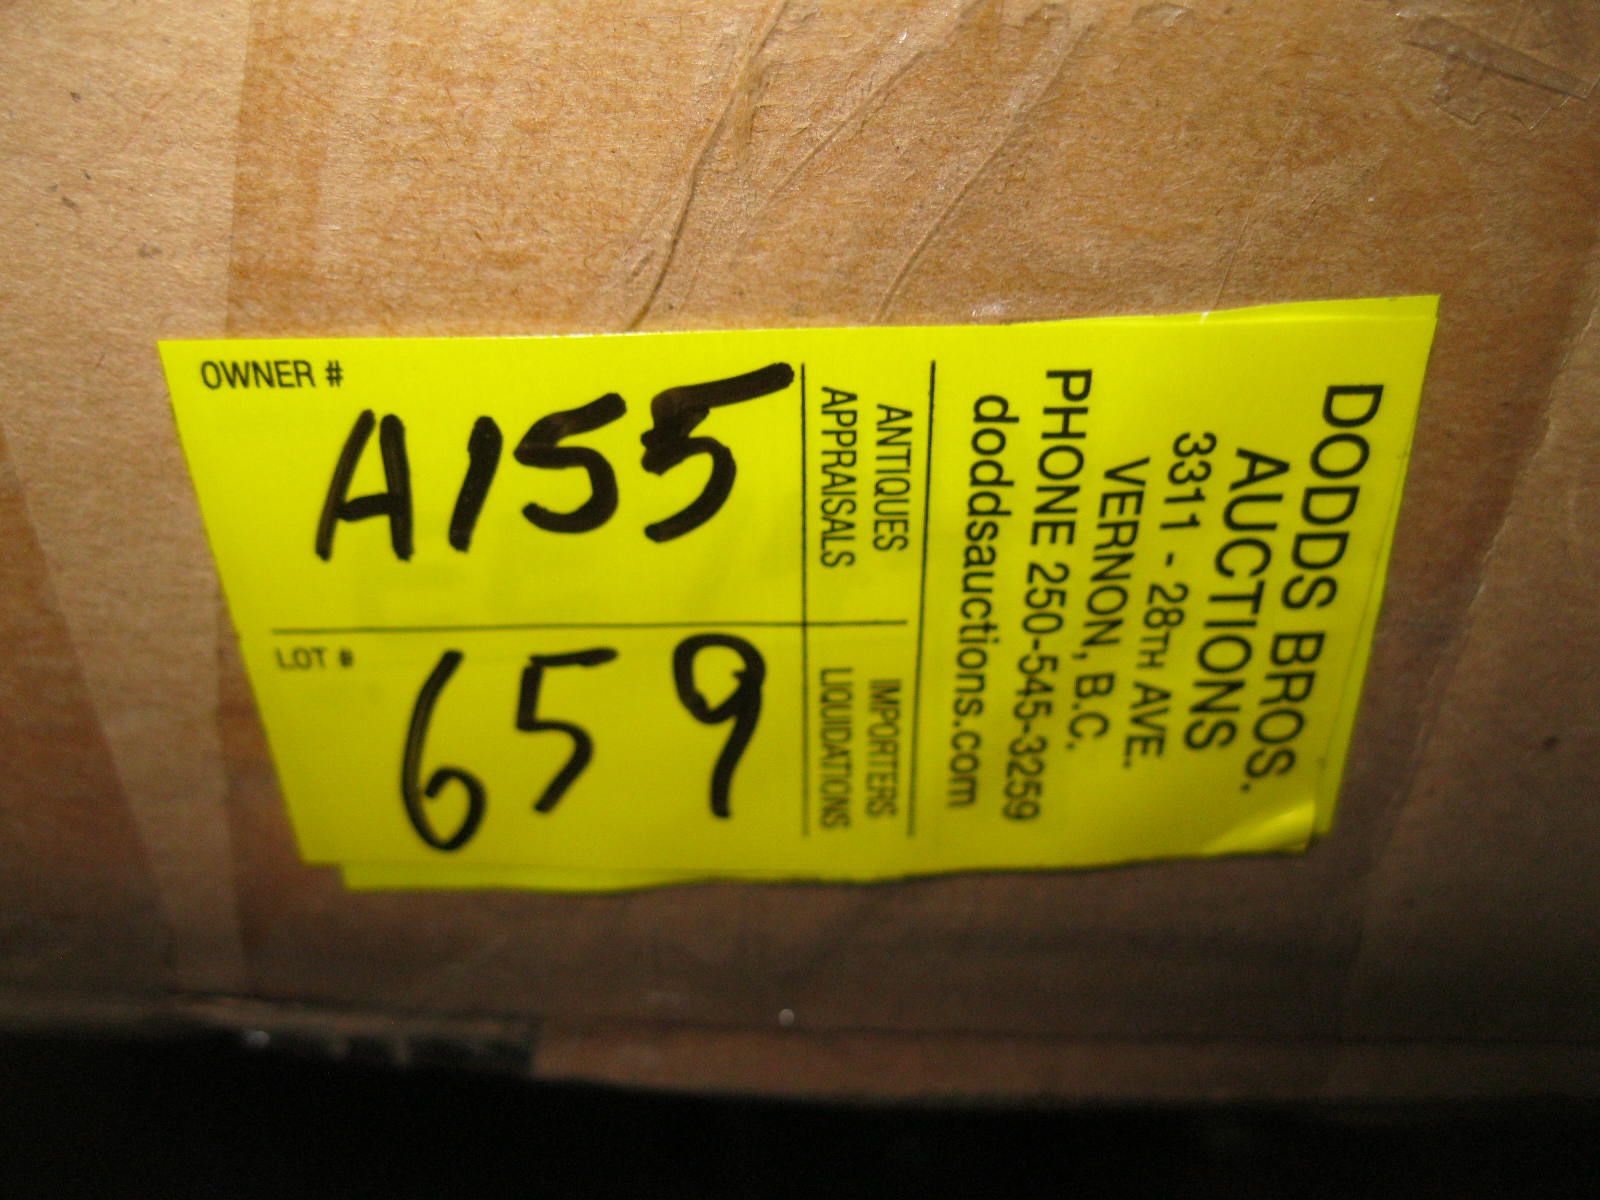 OWNER #
A155
LOT #
659
ANTIQUES
APPRAISALS
IMPORTERS
LIQUIDATIONS
DODDS BROS.
AUCTIONS
3311 - 28TH AVE.
VERNON, B.C.
PHONE 250-545-3259
doddsauctions.com